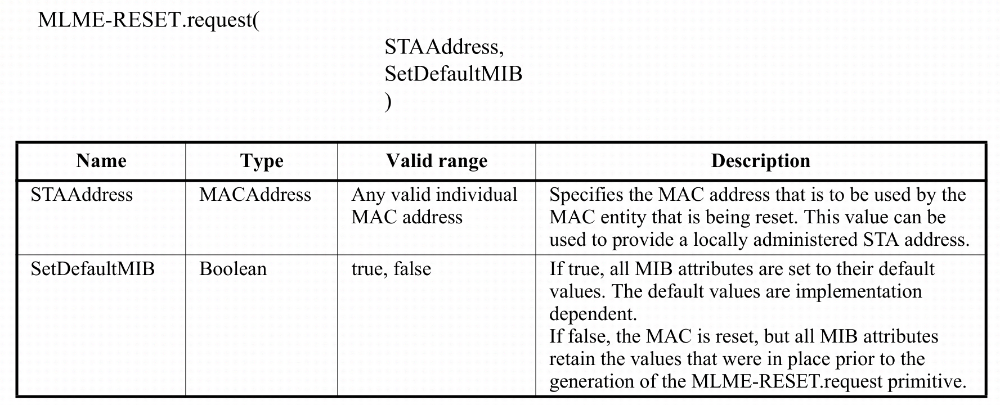 MLME-RESET.request(
STAAddress,
SetDefaultMIB
)
Name Type Valid range Description
STAAddress MACAddress Any valid individual Specifies the MAC address that is to be used by the
MAC address MAC entity that is being reset. This value can be
used to provide a locally administered STA address.
SetDefaultMIB Boolean true, false If true, all MIB attributes are set to their default
values. The default values are implementation
dependent.
If false, the MAC is reset, but all MIB attributes
retain the values that were in place prior to the
generation of the MLME-RESET.request primitive.